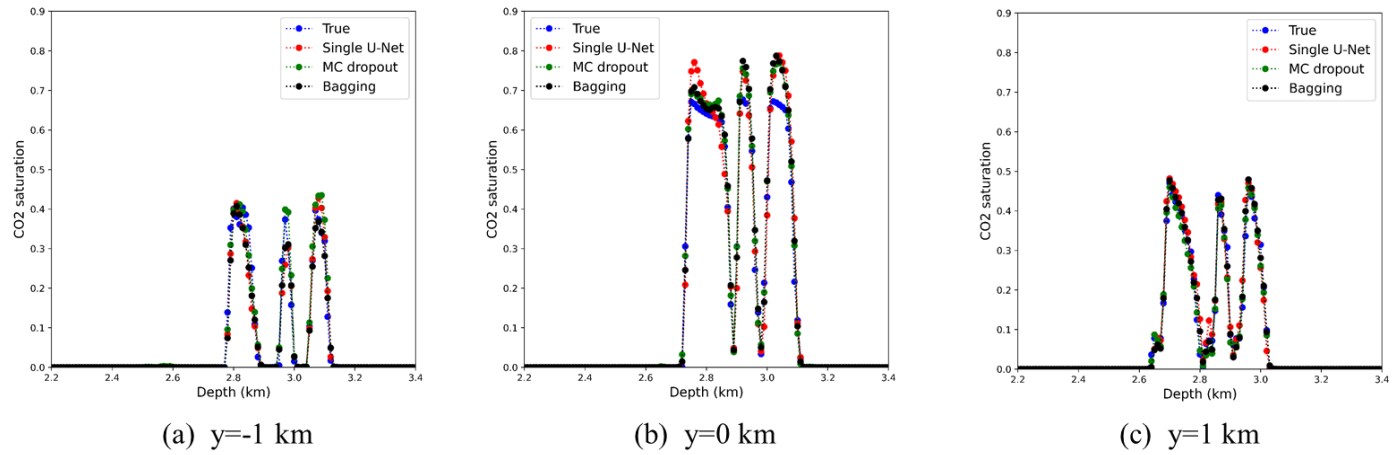 0.9
0.8
0.7
0.6
0.5
0.4
0.3
0.2
0.1
0.0
CO2 saturation
2.2 2.4 2.6 2.8 3.0 3.2 3.4
Depth (km)
True
Single U-Net
MC dropout
Bagging
(a) y=-1 km
0.9
0.8
0.7
0.6
0.5
0.4
0.3
0.2
0.1
0.0
CO2 saturation
2.2 2.4 2.6 2.8 3.0 3.2 3.4
Depth (km)
True
Single U-Net
MC dropout
Bagging
(b) y=0 km
0.9
0.8
0.7
0.6
0.5
0.4
0.3
0.2
0.1
0.0
CO2 saturation
2.2 2.4 2.6 2.8 3.0 3.2 3.4
Depth (km)
True
Single U-Net
MC dropout
Bagging
(c) y=1 km